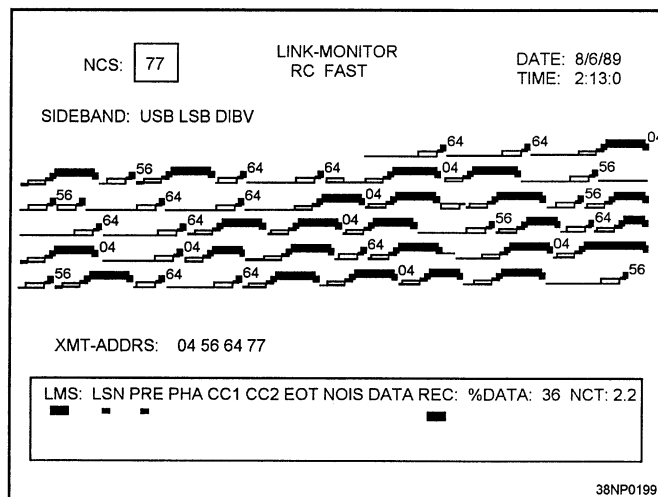 LINK-MONITOR
RC FAST
NCS: 77
DATE: 8/6/89
TIME: 2:13:0
SIDEBAND: USB LSB DIBV
64 64 04
56 64 64 04 56
56 64 64 04 56
64 64 04 56 64
04 04 64 04
56 64 64 04 56
XMT-ADDRS: 04 56 64 77
LMS: LSN PRE PHA CC1 CC2 EOT NOIS DATA REC: %DATA: 36 NCT: 2.2
38NP0199